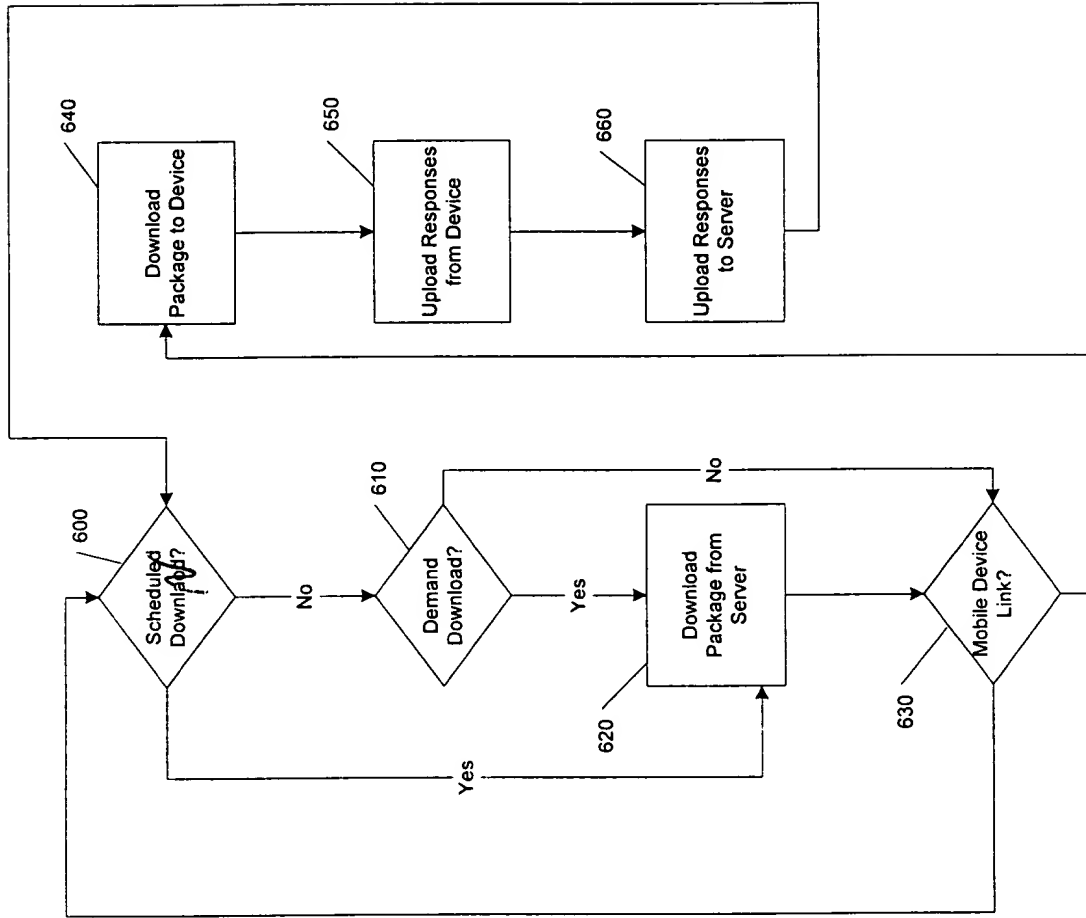 600
Scheduled
Downlaod?
No
610
Demand
Download?
Yes
No
Yes
620
Download
Package from
Server
630
Mobile Device
Link?
640
Download
Package to Device
650
Upload Responses
from Device
660
Upload Responses
to Server